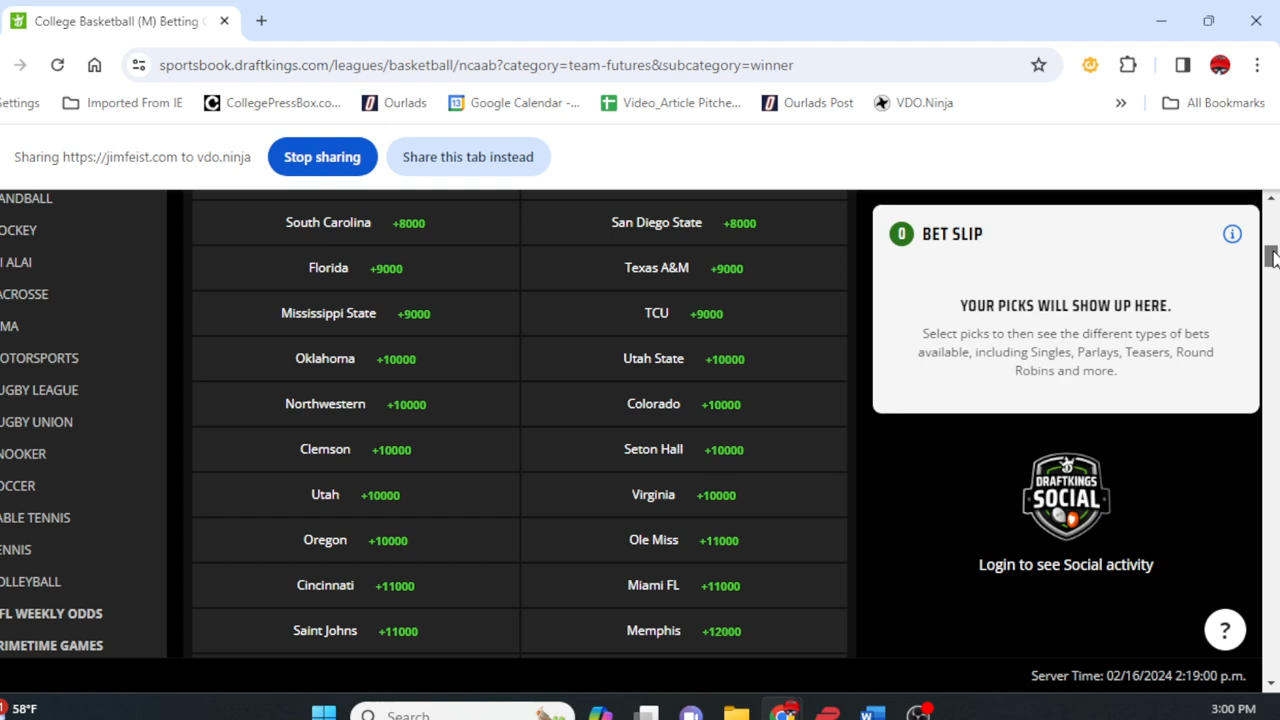 College Basketball (M) Betting
sportsbook.draftkings.com/leagues/basketball/ncaab?category=team-futures&subcategory=winner
ettings Imported From IE CollegePressBox.co... Ourlads Google Calendar -... Video_Article Pitche... Ourlads Post VDO.Ninja » All Bookmarks
Sharing https://jimfeist.com to vdo.ninja Stop sharing Share this tab instead
ANDBALL
OCKEY
I ALAI
ACROSSE
MA
OTORSPORTS
UGBY LEAGUE
UGBY UNION
NOOKER
OCCER
ABLE TENNIS
ENNIS
OLLEYBALL
FL WEEKLY ODDS
RIMETIME GAMES
South Carolina +8000 San Diego State +8000
Florida +9000 Texas A&M +9000
Mississippi State +9000 TCU +9000
Oklahoma +10000 Utah State +10000
Northwestern +10000 Colorado +10000
Clemson +10000 Seton Hall +10000
Utah +10000 Virginia +10000
Oregon +10000 Ole Miss +11000
Cincinnati +11000 Miami FL +11000
Saint Johns +11000 Memphis +12000
0 BET SLIP
YOUR PICKS WILL SHOW UP HERE.
Select picks to then see the different types of bets
available, including Singles, Parlays, Teasers, Round
Robins and more.
DRAFTKINGS
SOCIAL
Login to see Social activity
?
Server Time: 02/16/2024 2:19:00 p.m.
58°F Search 3:00 PM